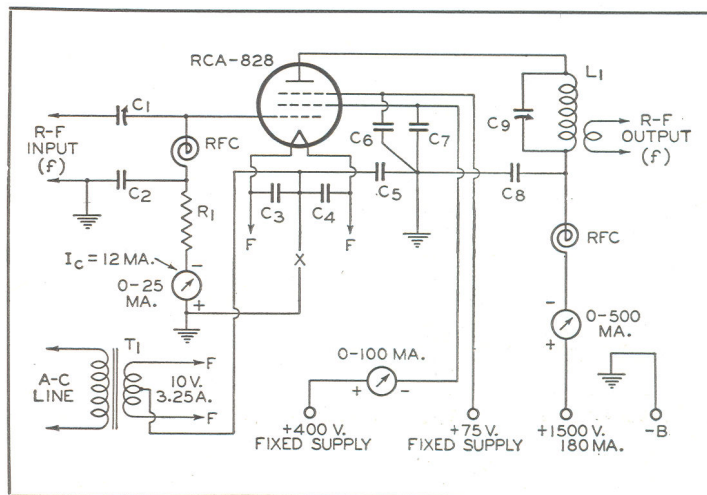 RCA-828
L1
C1
R-F
INPUT
(f)
RFC
C6
C7
C9
R-F
OUTPUT
(f)
C2
C3
C4
C5
C8
R1
F
F
X
RFC
Ic = 12 MA.
0-25
MA.
-
+
-
+
0-500
MA.
T1
A-C
LINE
F
10 V.
3.25 A.
F
0-100 MA.
+
-
+400 V.
FIXED SUPPLY
+75 V.
FIXED SUPPLY
+1500 V.
180 MA.
-B